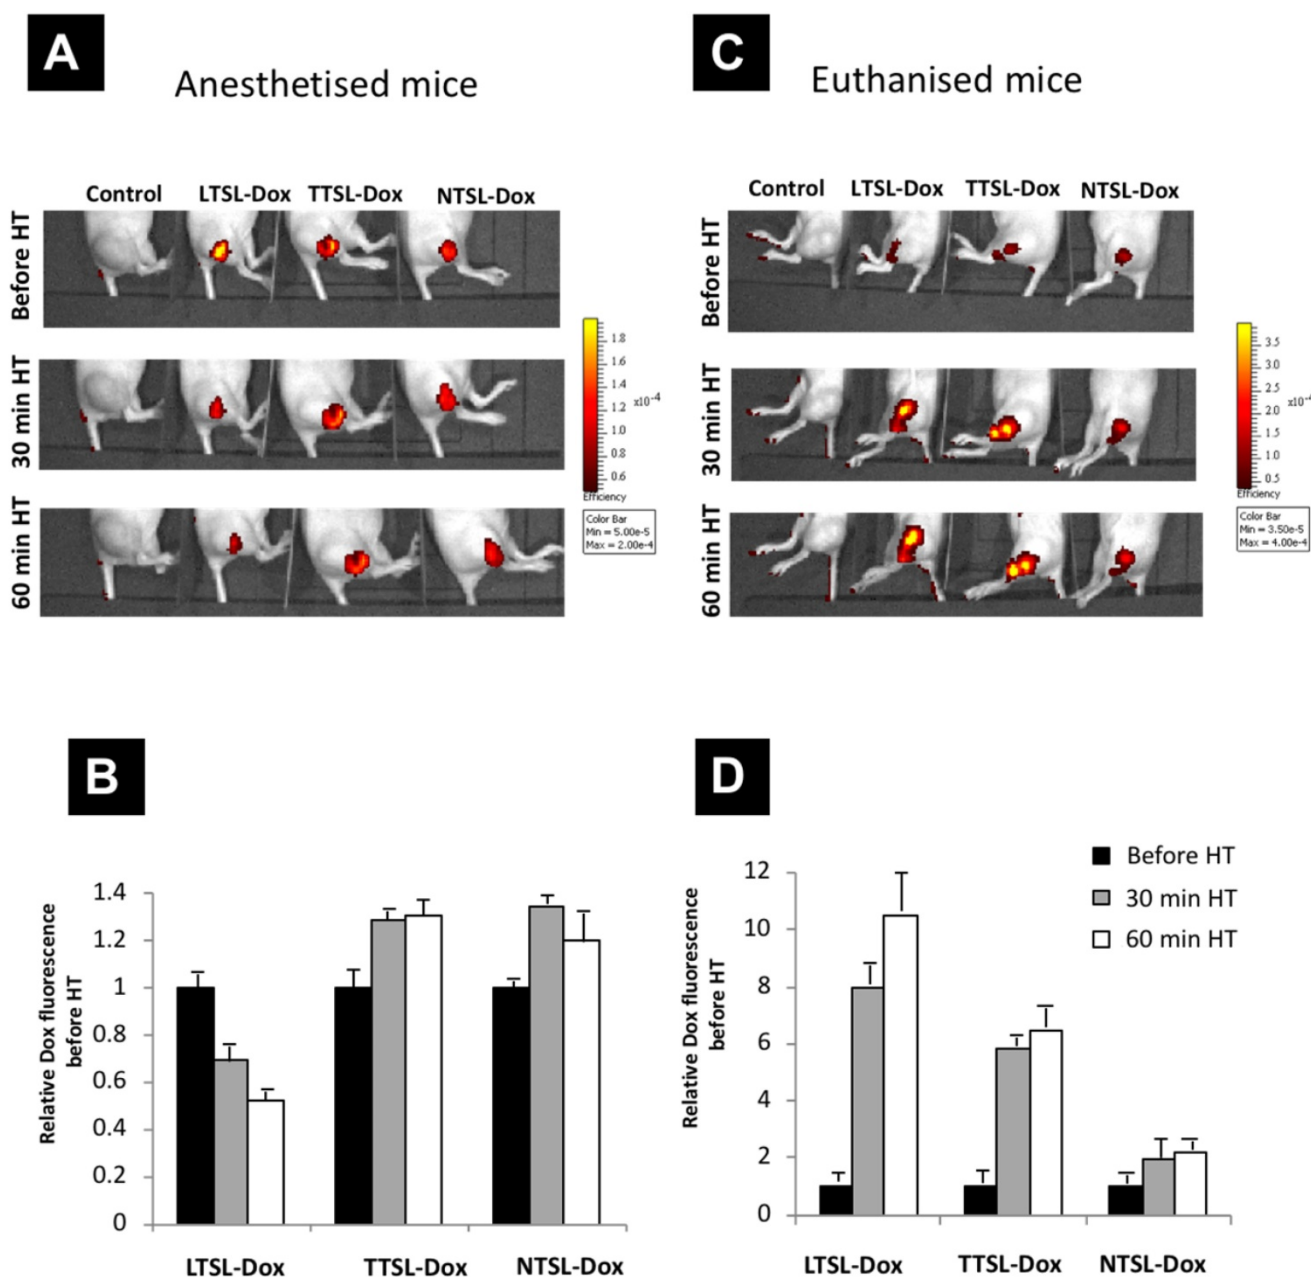 A
Anesthetised mice
Control LTSL-Dox TTSL-Dox NTSL-Dox
Before HT
30 min HT
60 min HT
1.8
1.6
1.4
1.2
1.0
0.8
0.6
x10-4
Efficiency
Color Bar
Min = 5.00e-5
Max = 2.00e-4
C
Euthanised mice
Control LTSL-Dox TTSL-Dox NTSL-Dox
Before HT
30 min HT
60 min HT
3.5
3.0
2.5
2.0
1.5
1.0
0.5
x10-4
Efficiency
Color Bar
Min = 3.50e-5
Max = 4.00e-4
B
Relative Dox fluorescence
before HT
1.4
1.2
1
0.8
0.6
0.4
0.2
0
LTSL-Dox TTSL-Dox NTSL-Dox
D
Relative Dox fluorescence
before HT
12
10
8
6
4
2
0
Before HT
30 min HT
60 min HT
LTSL-Dox TTSL-Dox NTSL-Dox